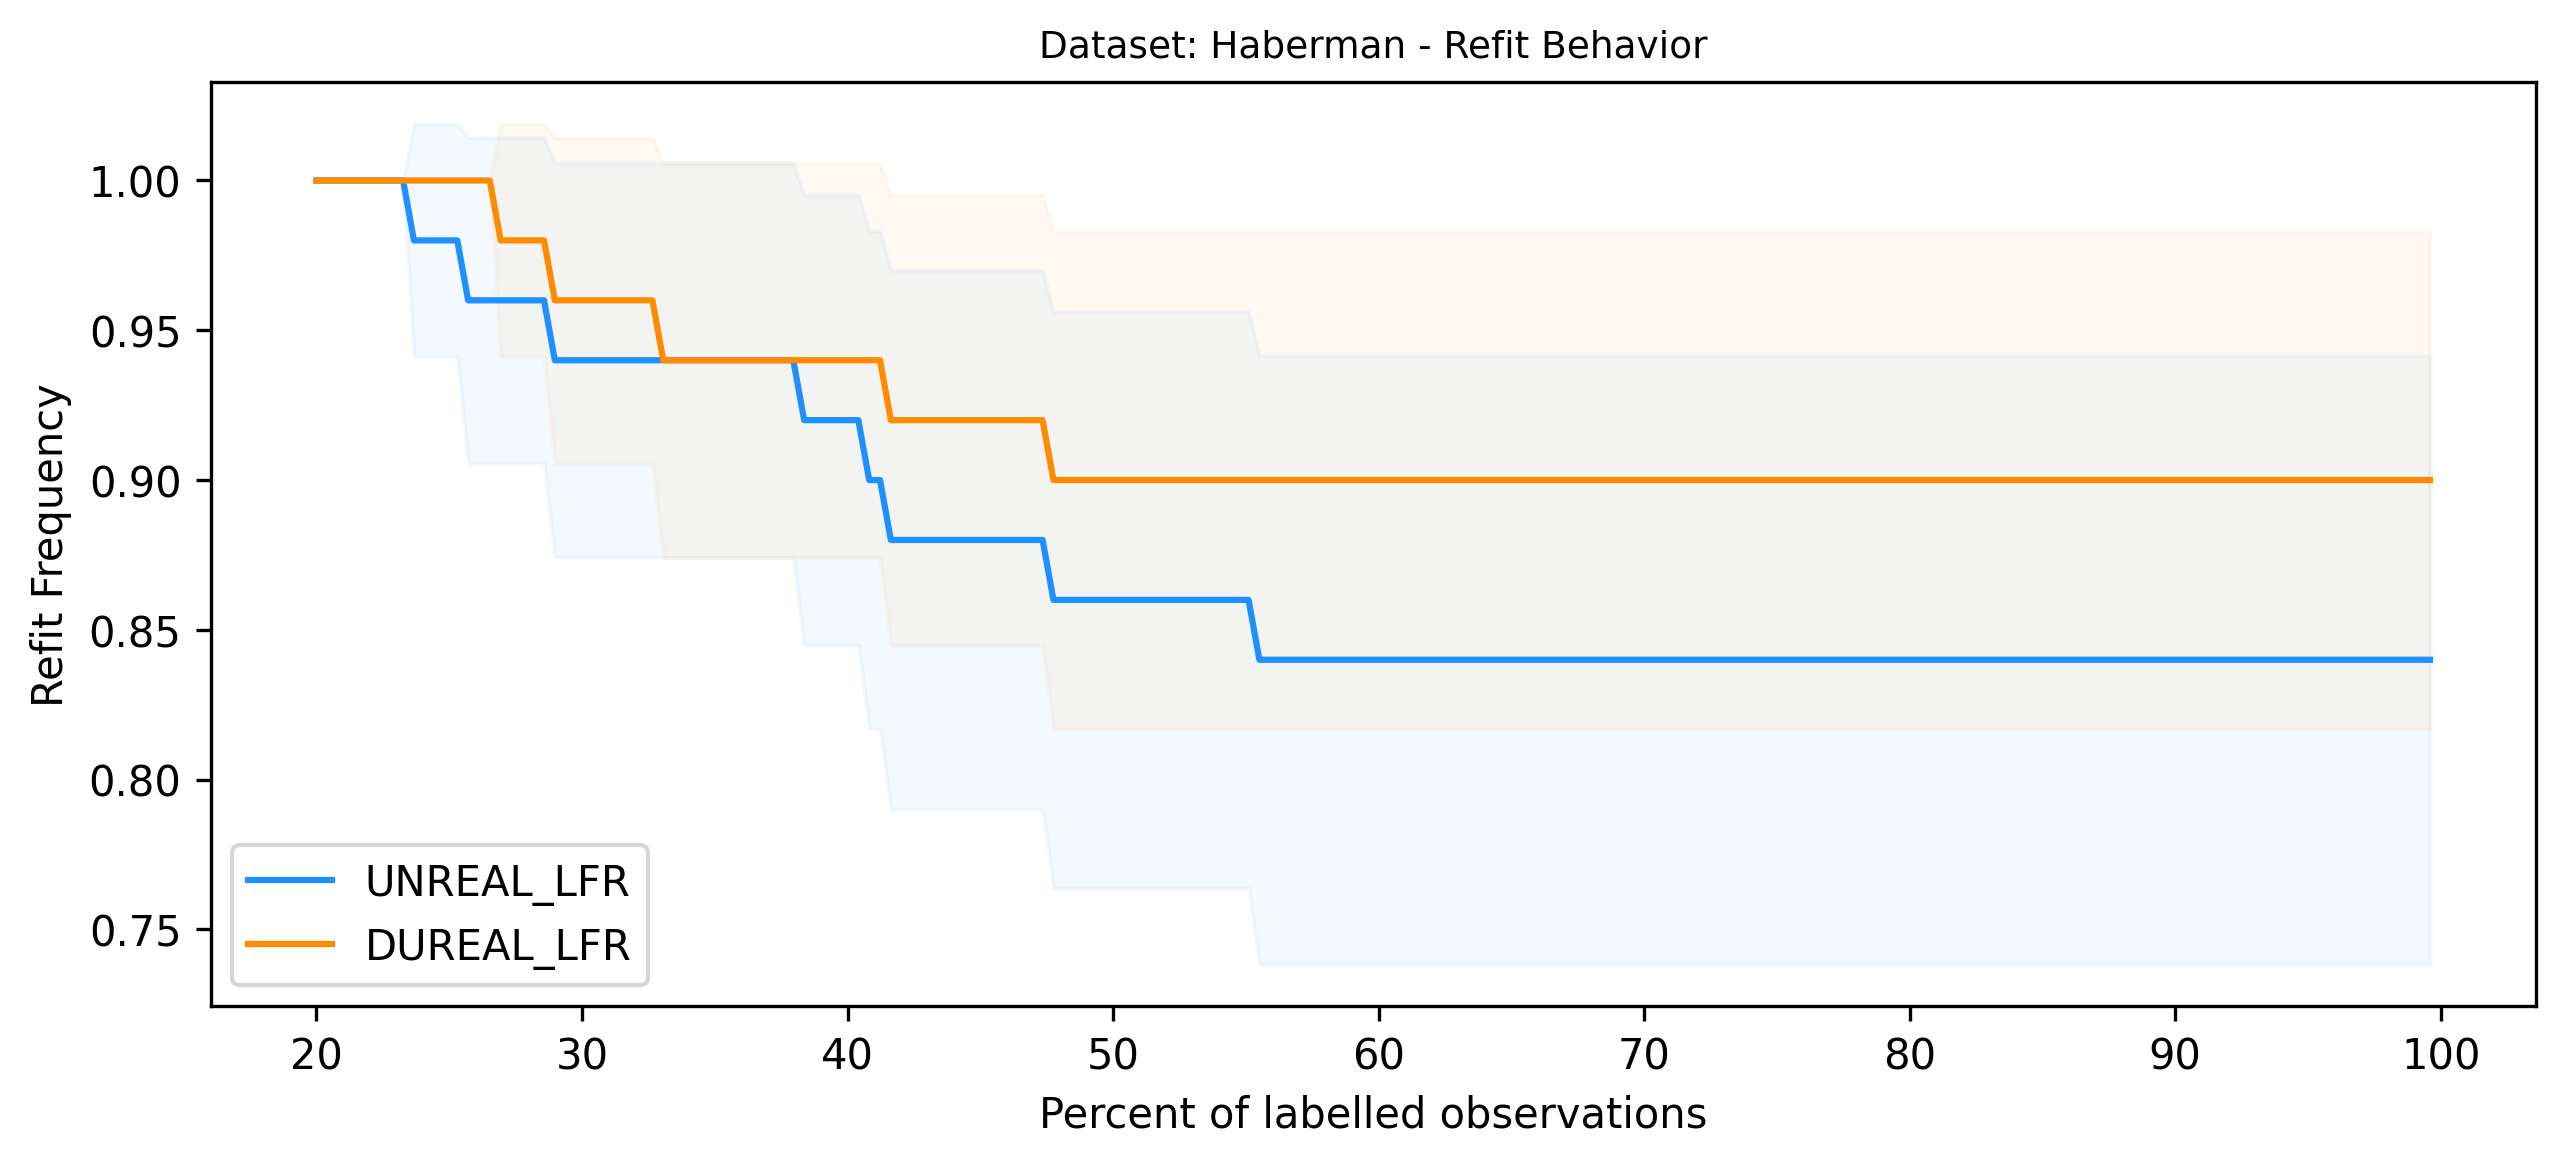 Dataset: Haberman - Refit Behavior
Refit Frequency
1.00
0.95
0.90
0.85
0.80
0.75
UNREAL_LFR
DUREAL_LFR
20 30 40 50 60 70 80 90 100
Percent of labelled observations